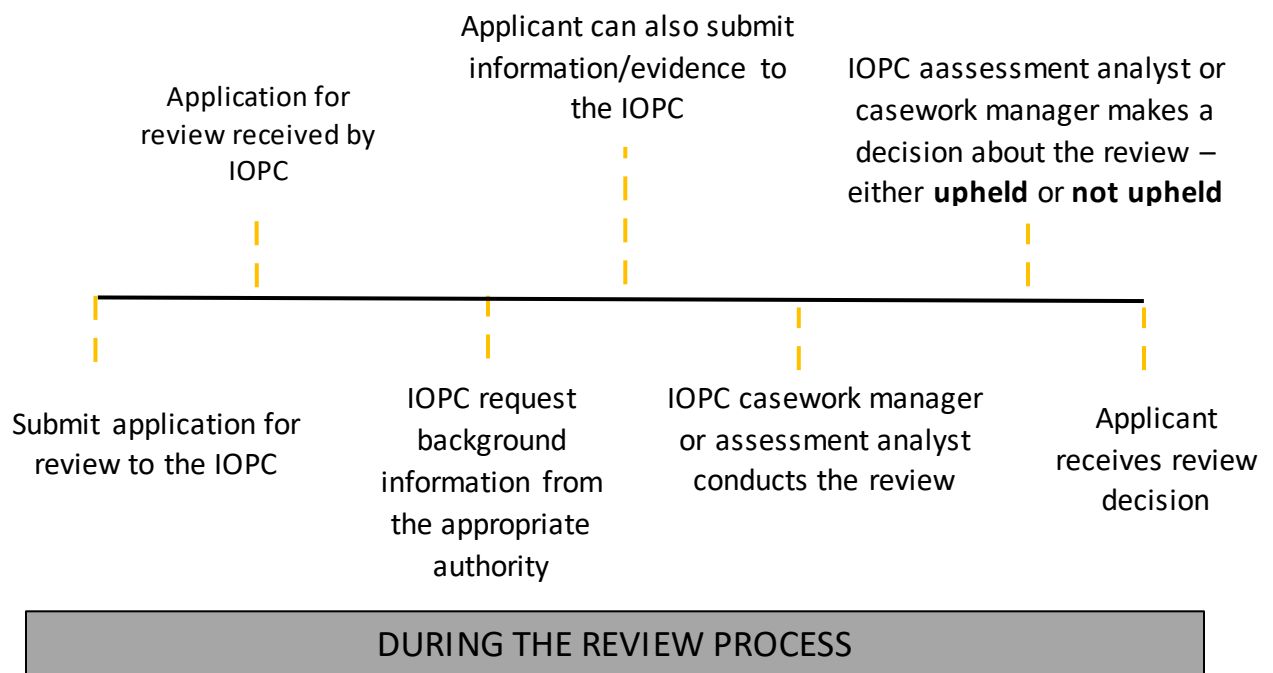 Submit application for
review to the IOPC
Application for
review received by
IOPC
IOPC request
background
information from
the appropriate
authority
Applicant can also submit
information/evidence to
the IOPC
IOPC casework manager
or assessment analyst
conducts the review
IOPC aassessment analyst or
casework manager makes a
decision about the review –
either upheld or not upheld
Applicant
receives review
decision
DURING THE REVIEW PROCESS